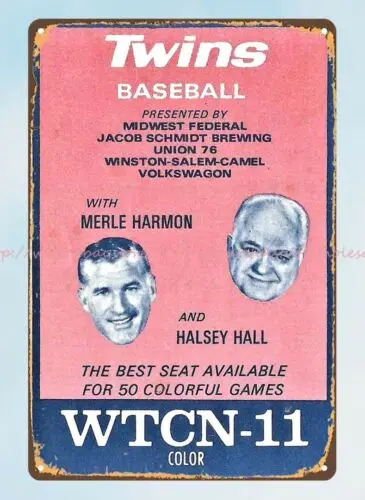 Twins
BASEBALL
PRESENTED BY
MIDWEST FEDERAL
JACOB SCHMIDT BREWING
UNION 76
WINSTON-SALEM-CAMEL
VOLKSWAGON
WITH
MERLE HARMON
AND
HALSEY HALL
THE BEST SEAT AVAILABLE
FOR 50 COLORFUL GAMES
WTCN-11
COLOR